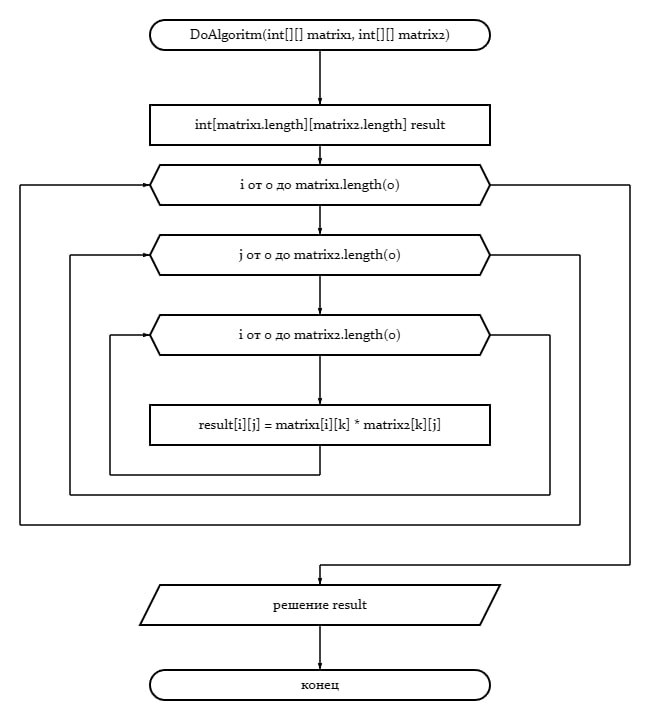 DoAlgoritm(int[][] matrix1, int[][] matrix2)
int[matrix1.length][matrix2.length] result
i от 0 до matrix1.length(0)
j от 0 до matrix2.length(0)
i от 0 до matrix2.length(0)
result[i][j] = matrix1[i][k] * matrix2[k][j]
решение result
конец